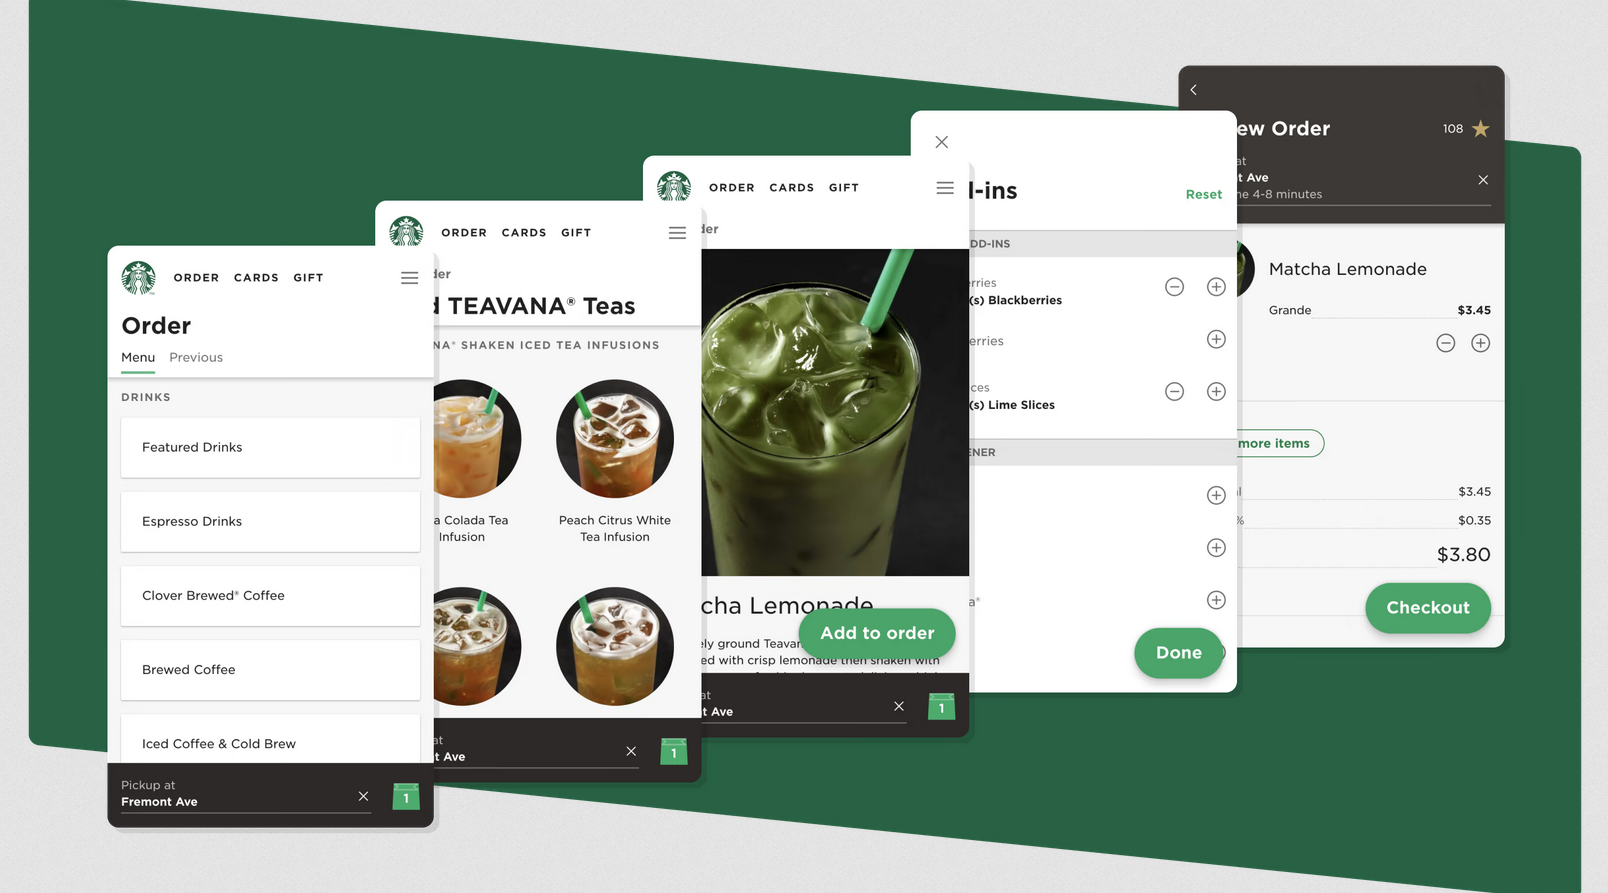 ORDER CARDS GIFT
Order
Menu Previous
DRINKS
Featured Drinks
Espresso Drinks
Clover Brewed® Coffee
Brewed Coffee
Iced Coffee & Cold Brew
Pickup at
Fremont Ave
1
ORDER CARDS GIFT
der
d TEAVANA® Teas
NA® SHAKEN ICED TEA INFUSIONS
a Colada Tea
Infusion
Peach Citrus White
Tea Infusion
at
t Ave
1
ORDER CARDS GIFT
der
cha Lemonade
ely ground Teavan
Add to order
ed with crisp lemonade then shaken with
at
t Ave
1
d-ins
Reset
DD-INS
rries
(s) Blackberries
erries
ces
(s) Lime Slices
ENER
a®
Done
ew Order
108
at
t Ave
me 4-8 minutes
Matcha Lemonade
Grande $3.45
more items
al $3.45
% $0.35
$3.80
Checkout